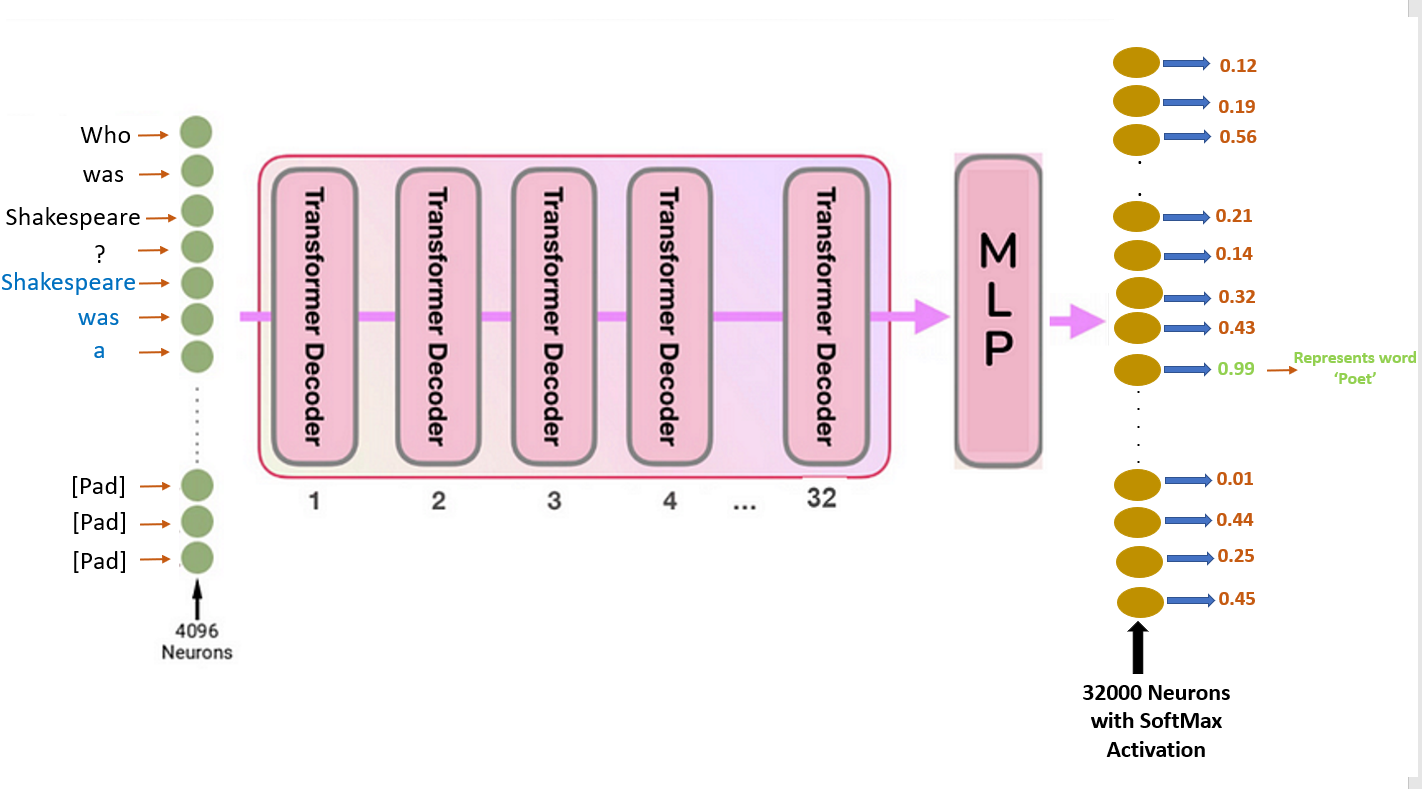 Who
was
Shakespeare
?
Shakespeare
was
a
[Pad]
[Pad]
[Pad]
4096
Neurons
Transformer Decoder
Transformer Decoder
Transformer Decoder
Transformer Decoder
Transformer Decoder
1
2
3
4
...
32
MLP
0.12
0.19
0.56
0.21
0.14
0.32
0.43
0.99
Represents word
‘Poet’
0.01
0.44
0.25
0.45
32000 Neurons
with SoftMax
Activation